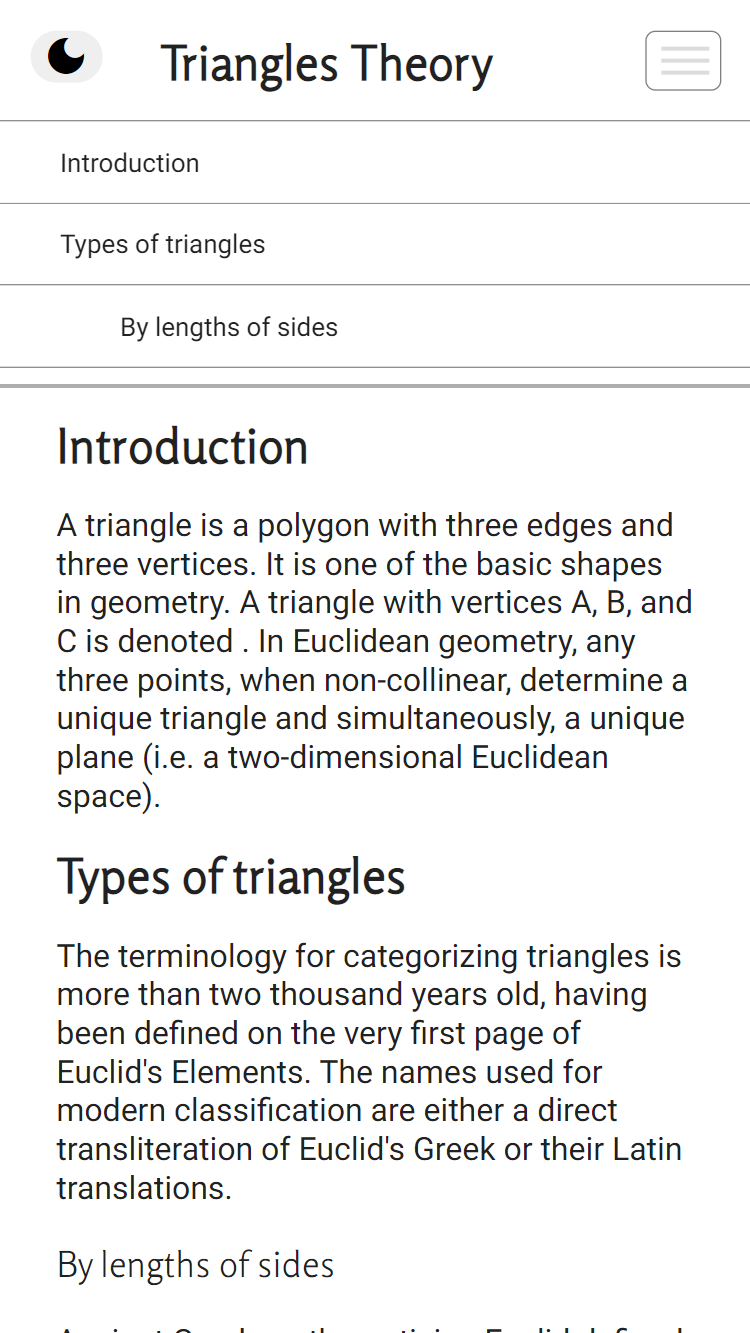 Triangles Theory
Introduction
Types of triangles
By lengths of sides
Introduction
A triangle is a polygon with three edges and
three vertices. It is one of the basic shapes
in geometry. A triangle with vertices A, B, and
C is denoted . In Euclidean geometry, any
three points, when non-collinear, determine a
unique triangle and simultaneously, a unique
plane (i.e. a two-dimensional Euclidean
space).
Types of triangles
The terminology for categorizing triangles is
more than two thousand years old, having
been defined on the very first page of
Euclid's Elements. The names used for
modern classification are either a direct
transliteration of Euclid's Greek or their Latin
translations.
By lengths of sides